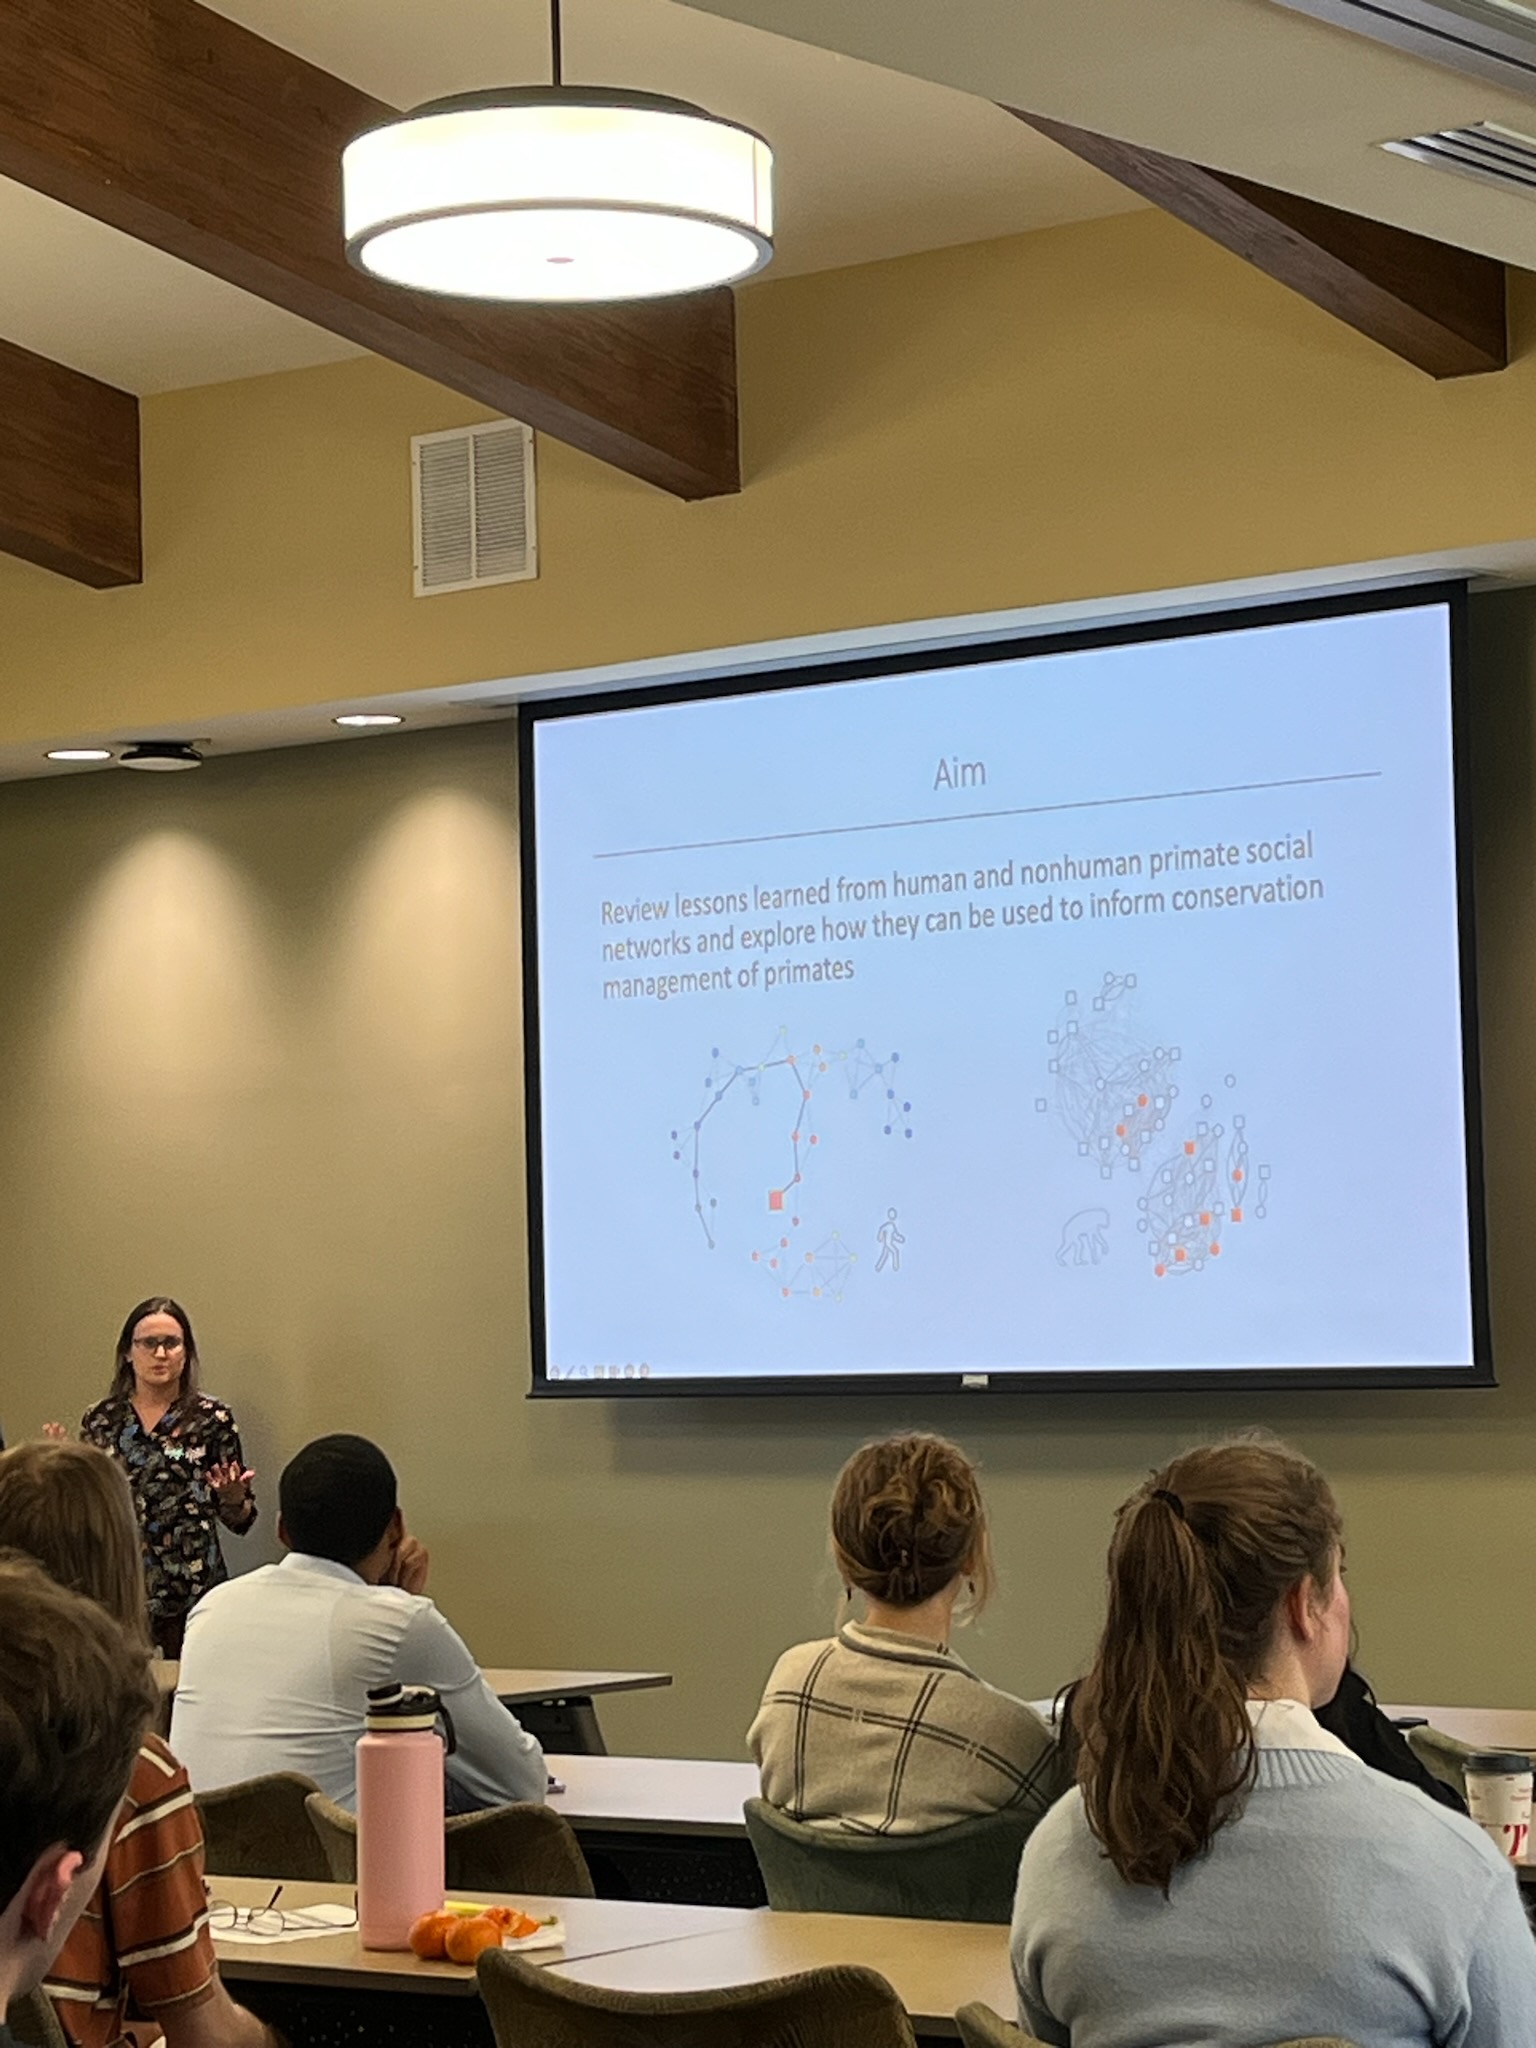 Aim
Review lessons learned from human and nonhuman primate social
networks and explore how they can be used to inform conservation
management of primates